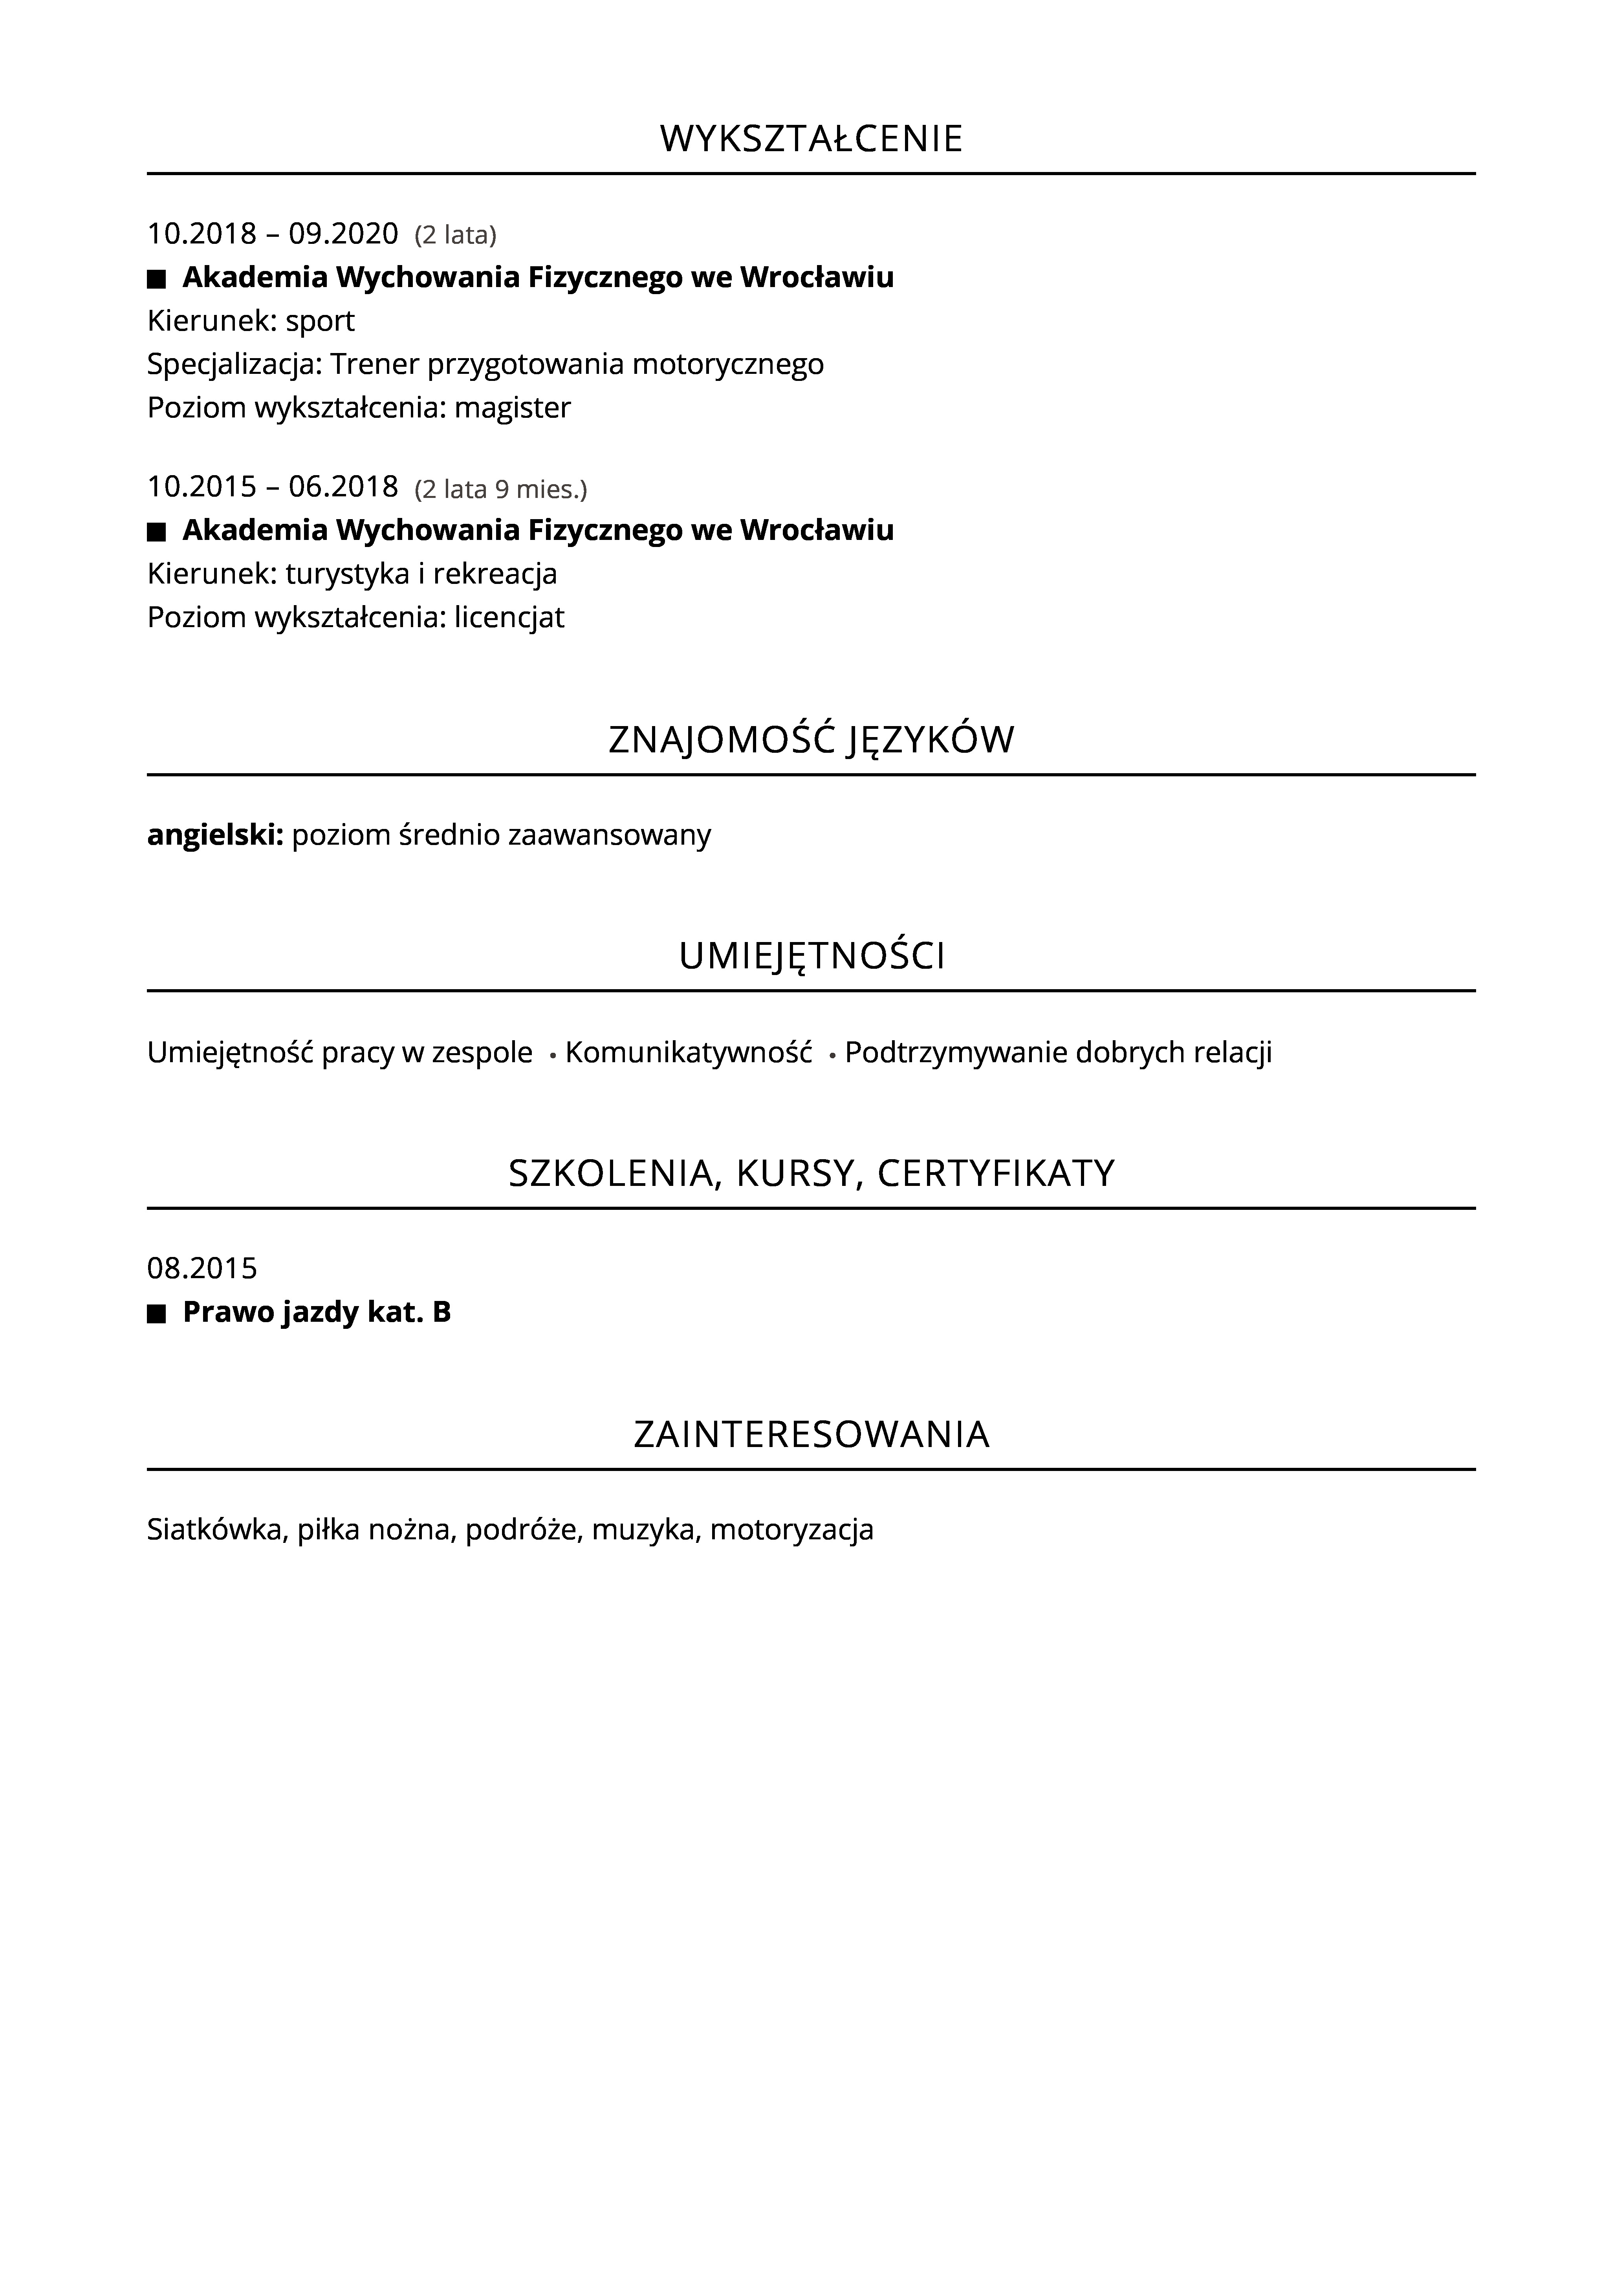 WYKSZTAŁCENIE
10.2018 – 09.2020 (2 lata)
■ Akademia Wychowania Fizycznego we Wrocławiu
Kierunek: sport
Specjalizacja: Trener przygotowania motorycznego
Poziom wykształcenia: magister
10.2015 – 06.2018 (2 lata 9 mies.)
■ Akademia Wychowania Fizycznego we Wrocławiu
Kierunek: turystyka i rekreacja
Poziom wykształcenia: licencjat
ZNAJOMOŚĆ JĘZYKÓW
angielski: poziom średnio zaawansowany
UMIEJĘTNOŚCI
Umiejętność pracy w zespole • Komunikatywność • Podtrzymywanie dobrych relacji
SZKOLENIA, KURSY, CERTYFIKATY
08.2015
■ Prawo jazdy kat. B
ZAINTERESOWANIA
Siatkówka, piłka nożna, podróże, muzyka, motoryzacja